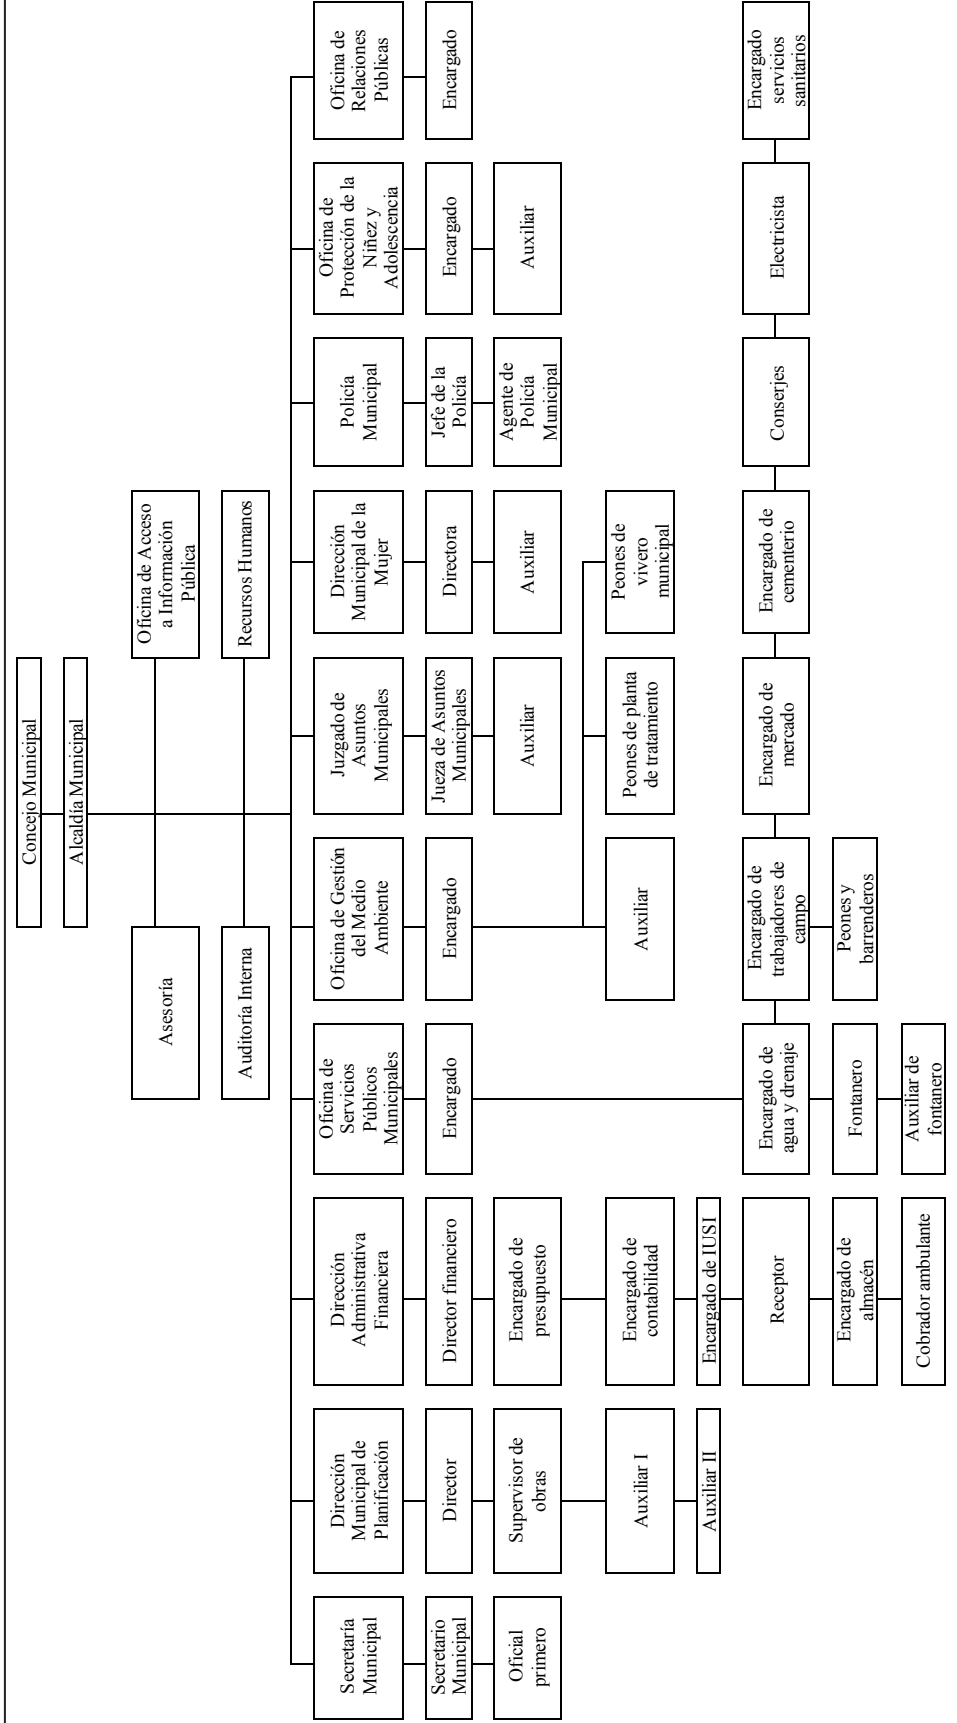 Concejo Municipal
Alcaldía Municipal
Asesoría
Oficina de Acceso
a Información
Pública
Auditoría Interna
Recursos Humanos
Secretaría
Municipal
Dirección
Municipal de
Planificación
Dirección
Administrativa
Financiera
Oficina de
Servicios
Públicos
Municipales
Oficina de Gestión
del Medio
Ambiente
Juzgado de
Asuntos
Municipales
Dirección
Municipal de la
Mujer
Policía
Municipal
Oficina de
Protección de la
Niñez y
Adolescencia
Oficina de
Relaciones
Públicas
Secretario
Municipal
Director
Director financiero
Encargado
Encargado
Jueza de Asuntos
Municipales
Directora
Jefe de la
Policía
Encargado
Encargado
Oficial
primero
Supervisor de
obras
Encargado de
presupuesto
Auxiliar
Auxiliar
Agente de
Policía
Municipal
Auxiliar
Auxiliar I
Encargado de
contabilidad
Auxiliar
Peones de planta
de tratamiento
Peones de
vivero
municipal
Auxiliar II
Encargado de IUSI
Receptor
Encargado de
agua y drenaje
Encargado de
trabajadores de
campo
Encargado de
mercado
Encargado de
cementerio
Conserjes
Electricista
Encargado
servicios
sanitarios
Encargado de
almacén
Fontanero
Peones y
barrenderos
Cobrador ambulante
Auxiliar de
fontanero